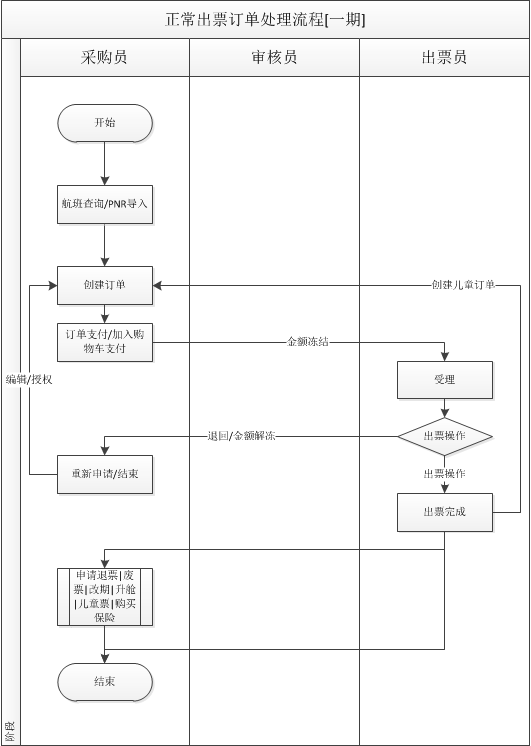 正常出票订单处理流程[一期]
采购员
审核员
出票员
开始
航班查询/PNR导入
创建订单
创建儿童订单
订单支付/加入购
物车支付
金额冻结
编辑/授权
受理
退回/金额解冻
出票操作
重新申请/结束
出票操作
出票完成
申请退票|废
票|改期|升舱
|儿童票|购买
保险
结束
阶段